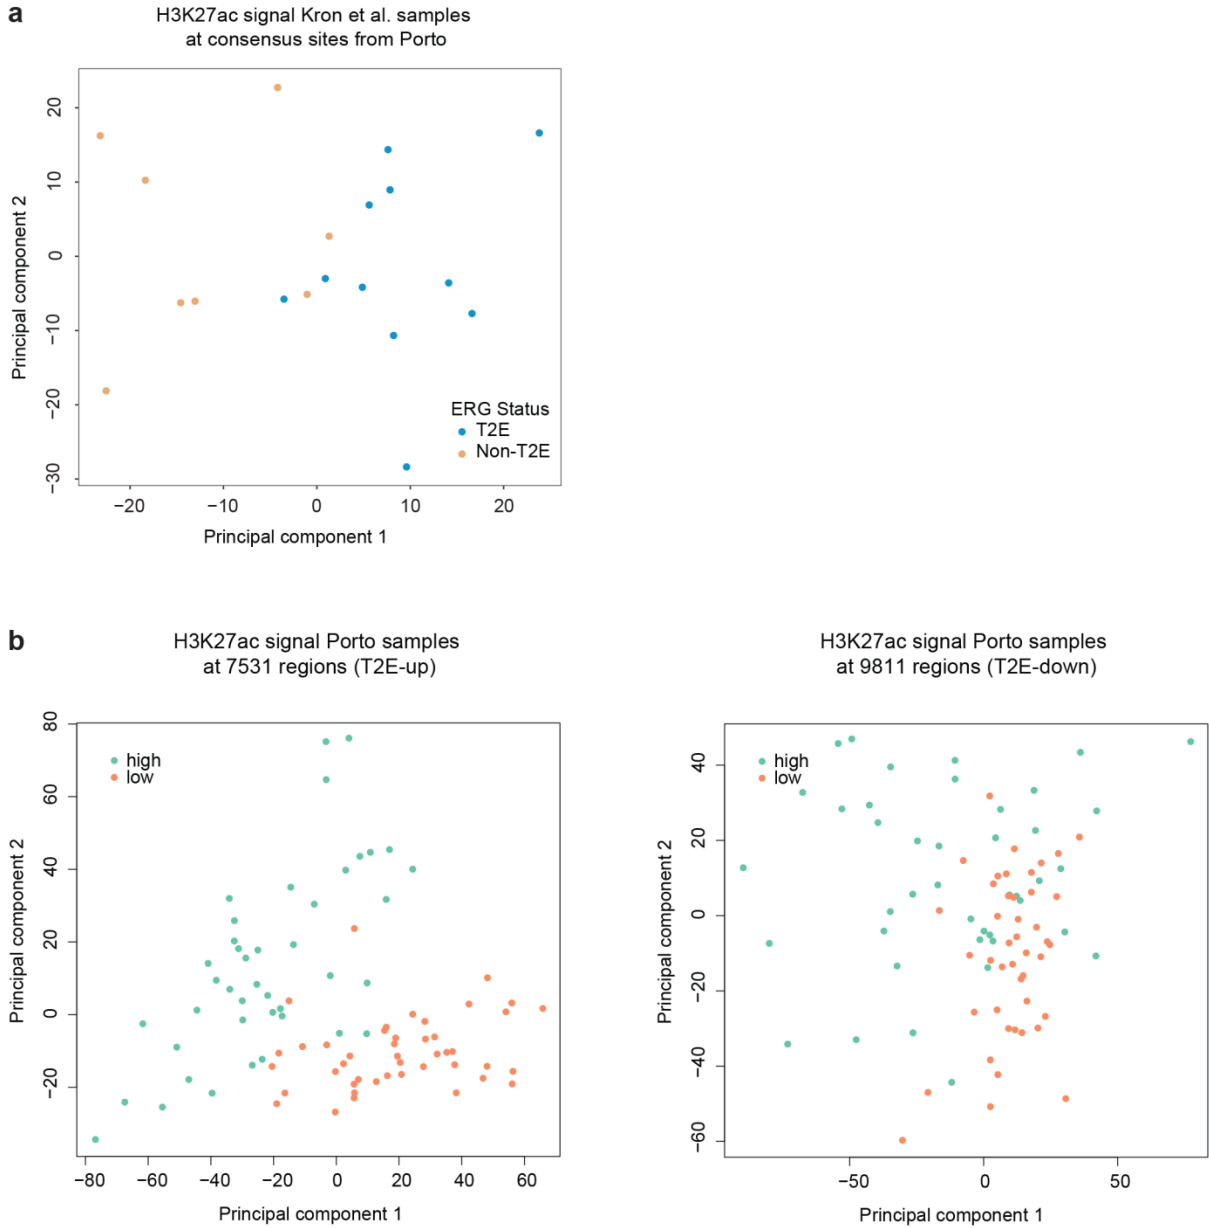 a
H3K27ac signal Kron et al. samples
at consensus sites from Porto
Principal component 2
20
10
0
−10
−20
−30
ERG Status
T2E
Non-T2E
−20
−10
0
10
20
Principal component 1
b
H3K27ac signal Porto samples
at 7531 regions (T2E-up)
Principal component 2
80
60
40
20
0
−20
high
low
−80
−60
−40
−20
0
20
40
60
Principal component 1
H3K27ac signal Porto samples
at 9811 regions (T2E-down)
Principal component 2
40
20
0
−20
−40
−60
high
low
−50
0
50
Principal component 1